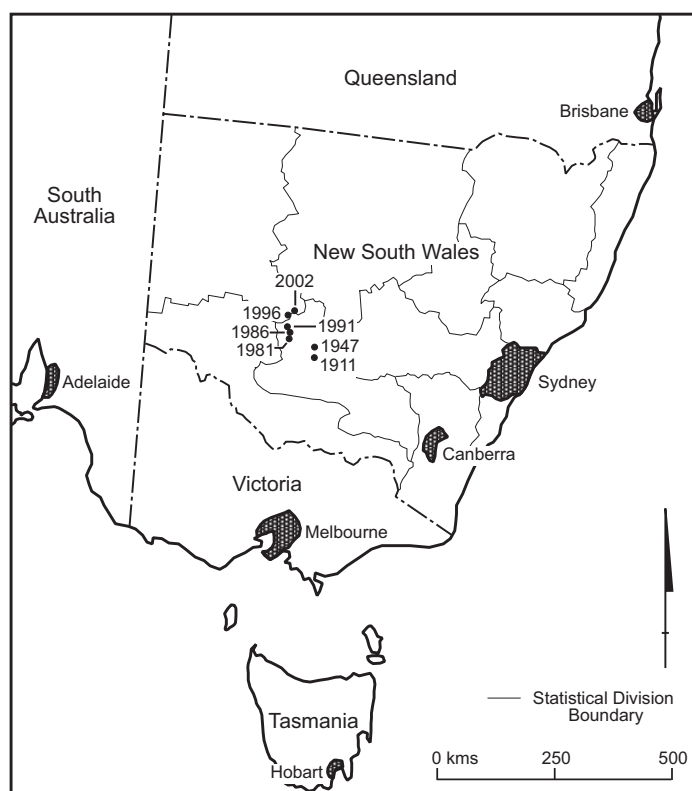 Queensland
Brisbane
South
Australia
New South Wales
2002
1996
1991
1986
1981
1947
1911
Adelaide
Sydney
Canberra
Victoria
Melbourne
Statistical Division
Boundary
Tasmania
Hobart
0 kms
250
500